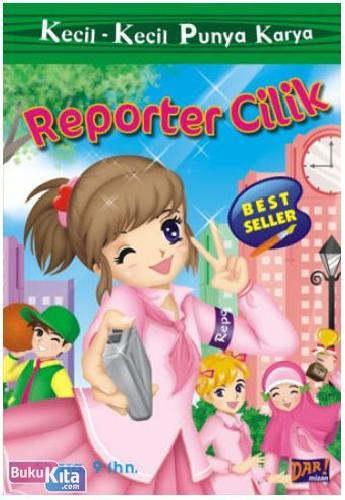 Kecil - Kecil Punya Karya
Reporter Cilik
BEST
SELLER
Repo
9 thn.
DAR!
mizan
Buku
Kita.com